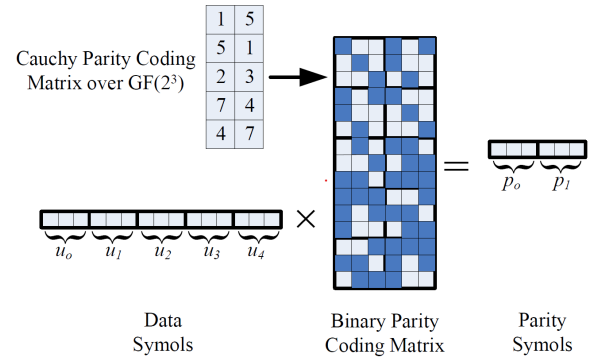 1 5
5 1
2 3
7 4
4 7
Cauchy Parity Coding
Matrix over GF(2³)
=
p₀ p₁
×
u₀ u₁ u₂ u₃ u₄
Data
Symols
Binary Parity
Coding Matrix
Parity
Symols